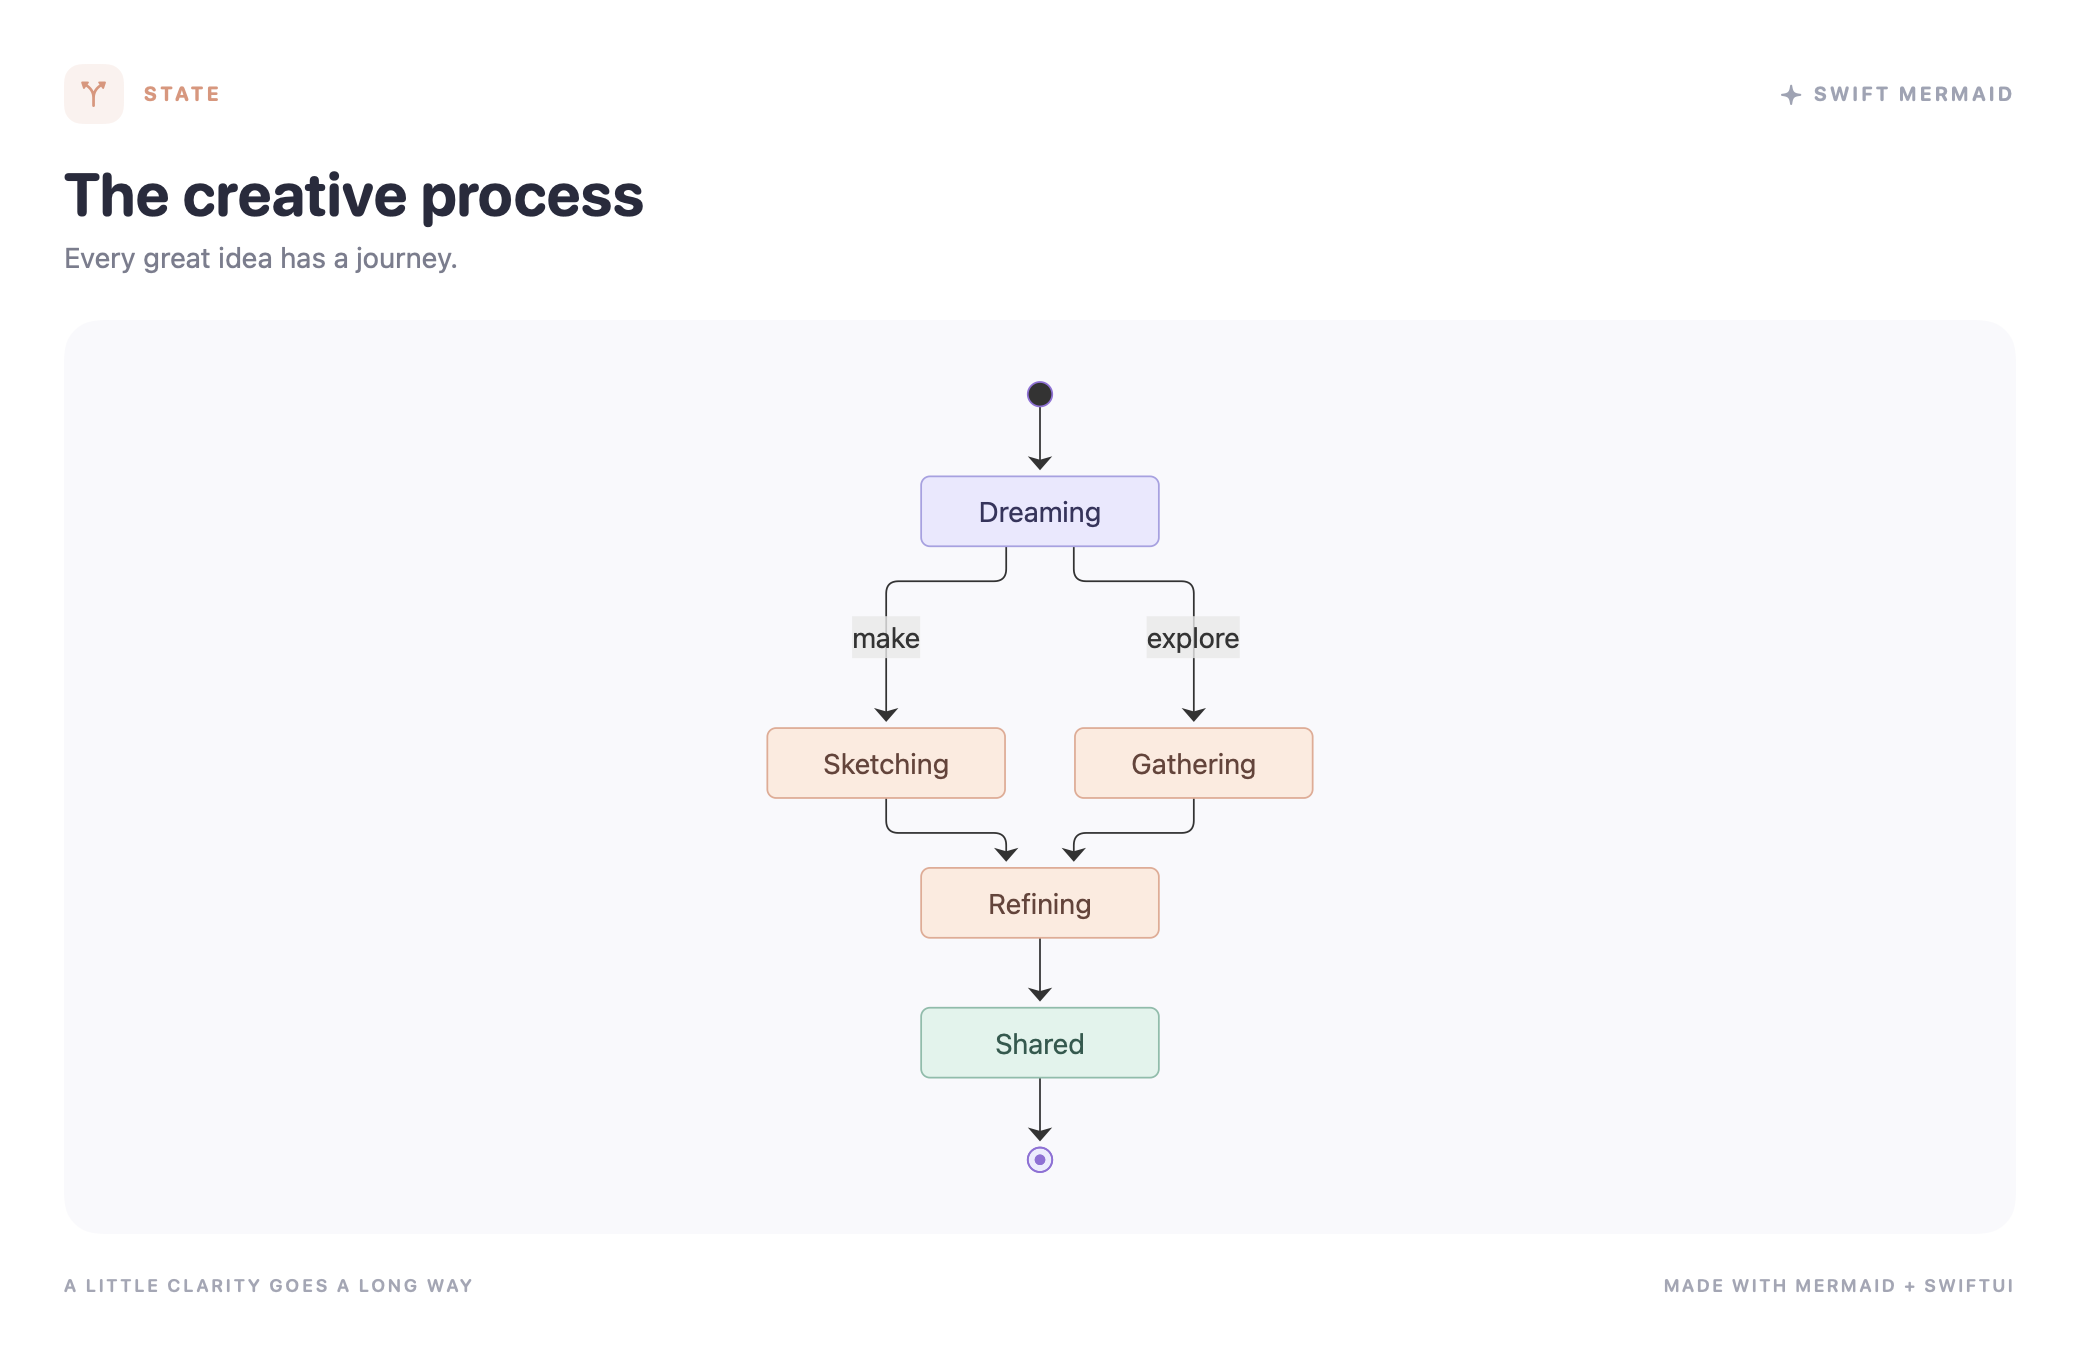 STATE
SWIFT MERMAID
The creative process
Every great idea has a journey.
Dreaming
make
explore
Sketching
Gathering
Refining
Shared
A LITTLE CLARITY GOES A LONG WAY
MADE WITH MERMAID + SWIFTUI